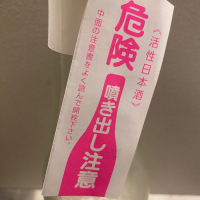 〈活性日本酒〉
危険
噴き出し注意
中面の注意書をよく読んで開栓下さい。